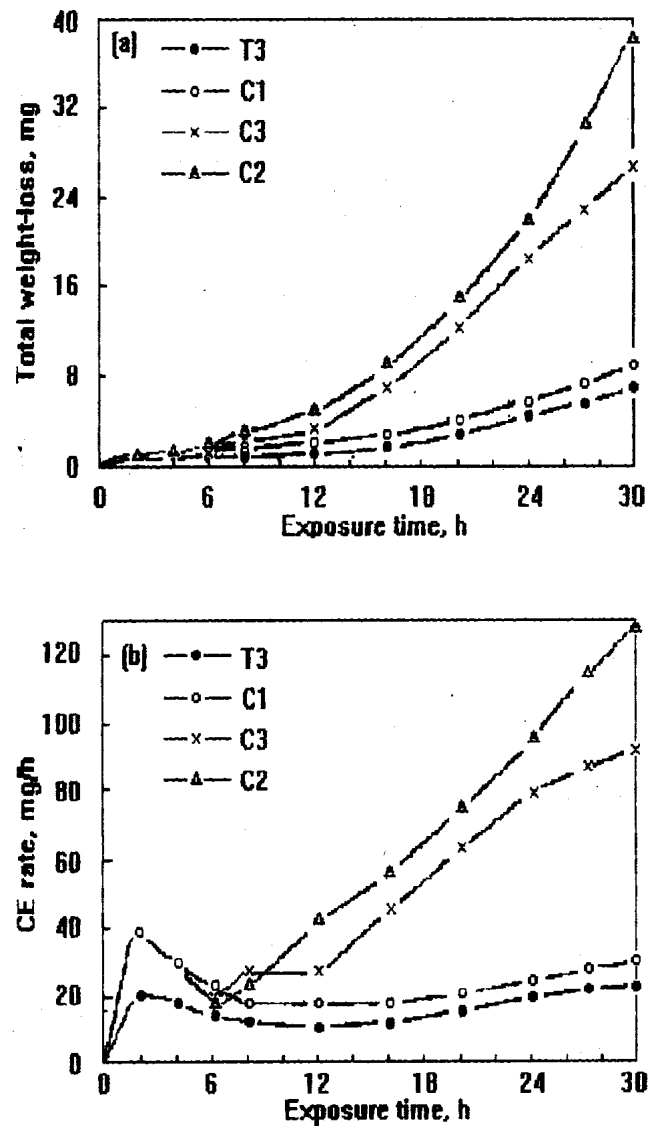 40
(a)
T3
C1
C3
C2
32
24
16
8
0
Total weight-loss, mg
0 6 12 18 24 30
Exposure time, h
120
(b)
T3
C1
C3
C2
100
80
60
40
20
0
CE rate, mg/h
0 6 12 18 24 30
Exposure time, h